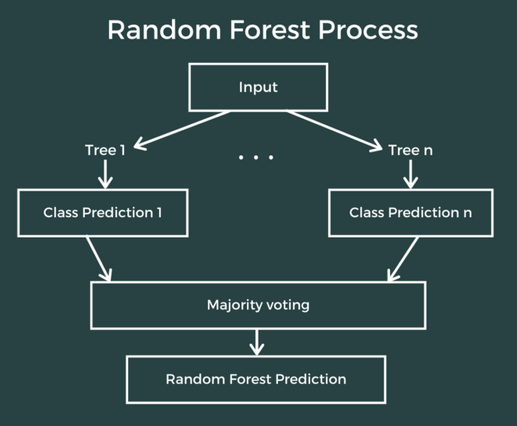 Random Forest Process
Input
Tree 1
. . .
Tree n
Class Prediction 1
Class Prediction n
Majority voting
Random Forest Prediction